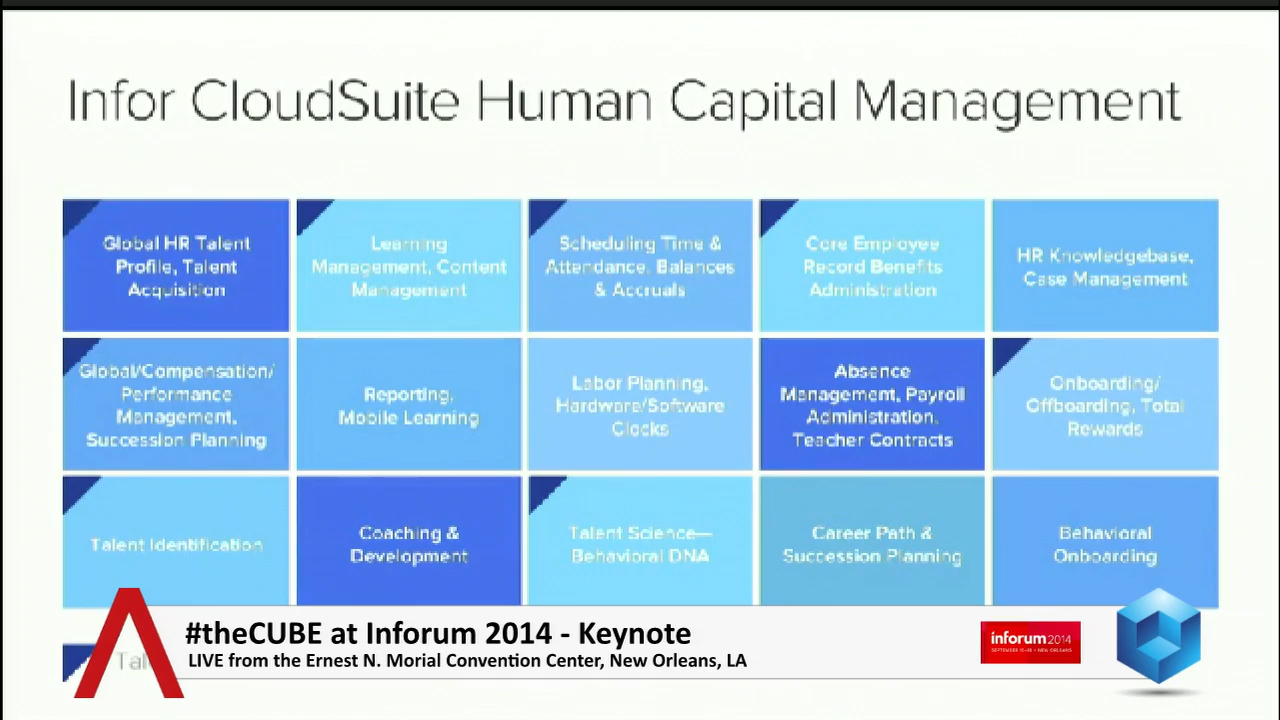 Infor CloudSuite Human Capital Management
Global HR Talent
Profile, Talent
Acquisition
Learning
Management, Content
Management
Scheduling Time &
Attendance, Balances
& Accruals
Core Employee
Record Benefits
Administration
HR Knowledgebase,
Case Management
Global/Compensation/
Performance
Management,
Succession Planning
Reporting,
Mobile Learning
Labor Planning,
Hardware/Software
Clocks
Absence
Management, Payroll
Administration,
Teacher Contracts
Onboarding/
Offboarding, Total
Rewards
Talent Identification
Coaching &
Development
Talent Science—
Behavioral DNA
Career Path &
Succession Planning
Behavioral
Onboarding
#theCUBE at Inforum 2014 - Keynote
LIVE from the Ernest N. Morial Convention Center, New Orleans, LA
inforum2014